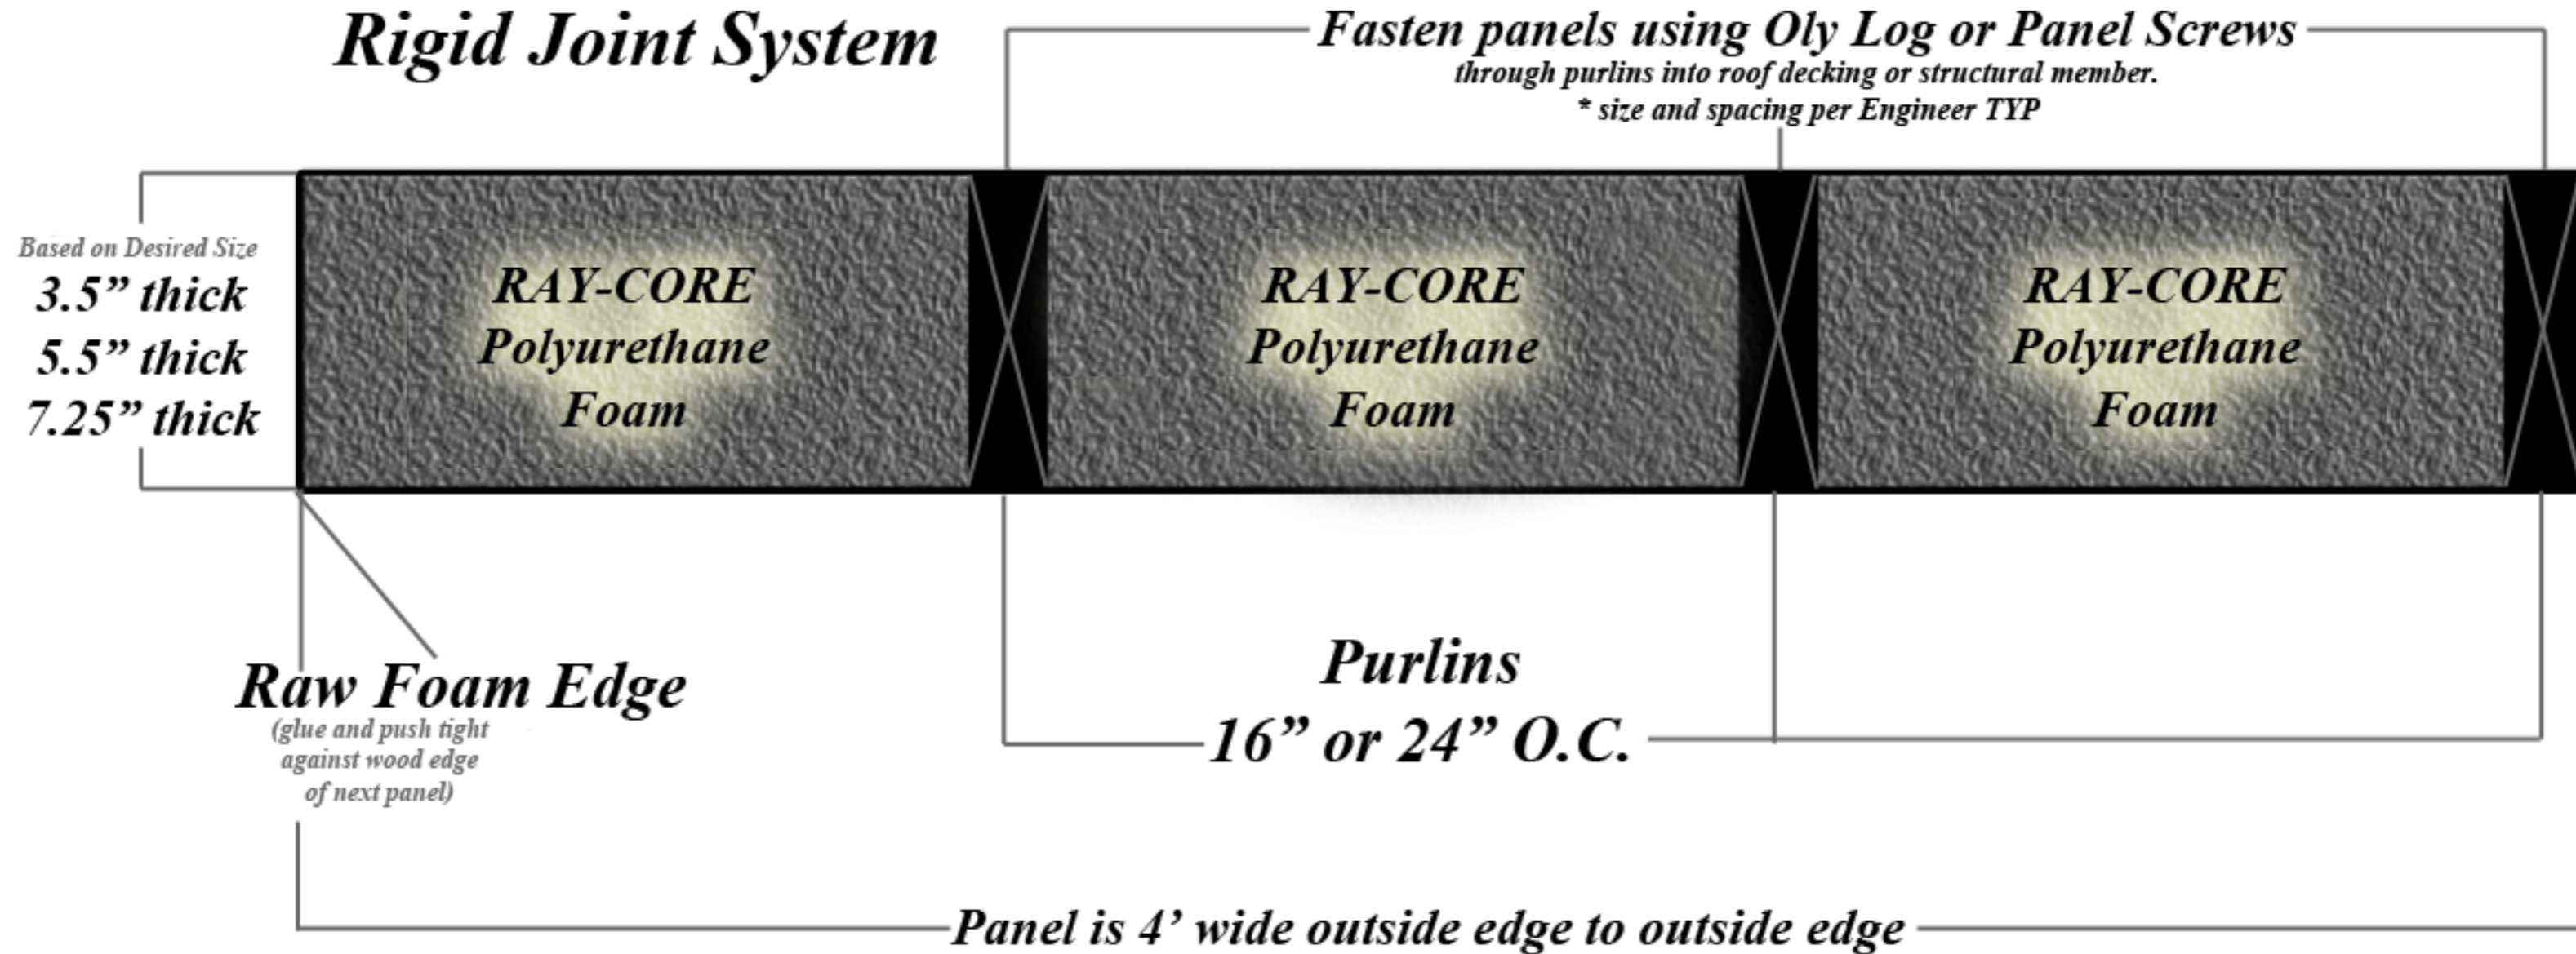 Rigid Joint System
Fasten panels using Oly Log or Panel Screws
through purlins into roof decking or structural member.
* size and spacing per Engineer TYP
Based on Desired Size
3.5” thick
5.5” thick
7.25” thick
RAY-CORE
Polyurethane
Foam
RAY-CORE
Polyurethane
Foam
RAY-CORE
Polyurethane
Foam
Raw Foam Edge
(glue and push tight
against wood edge
of next panel)
Purlins
16” or 24” O.C.
Panel is 4’ wide outside edge to outside edge